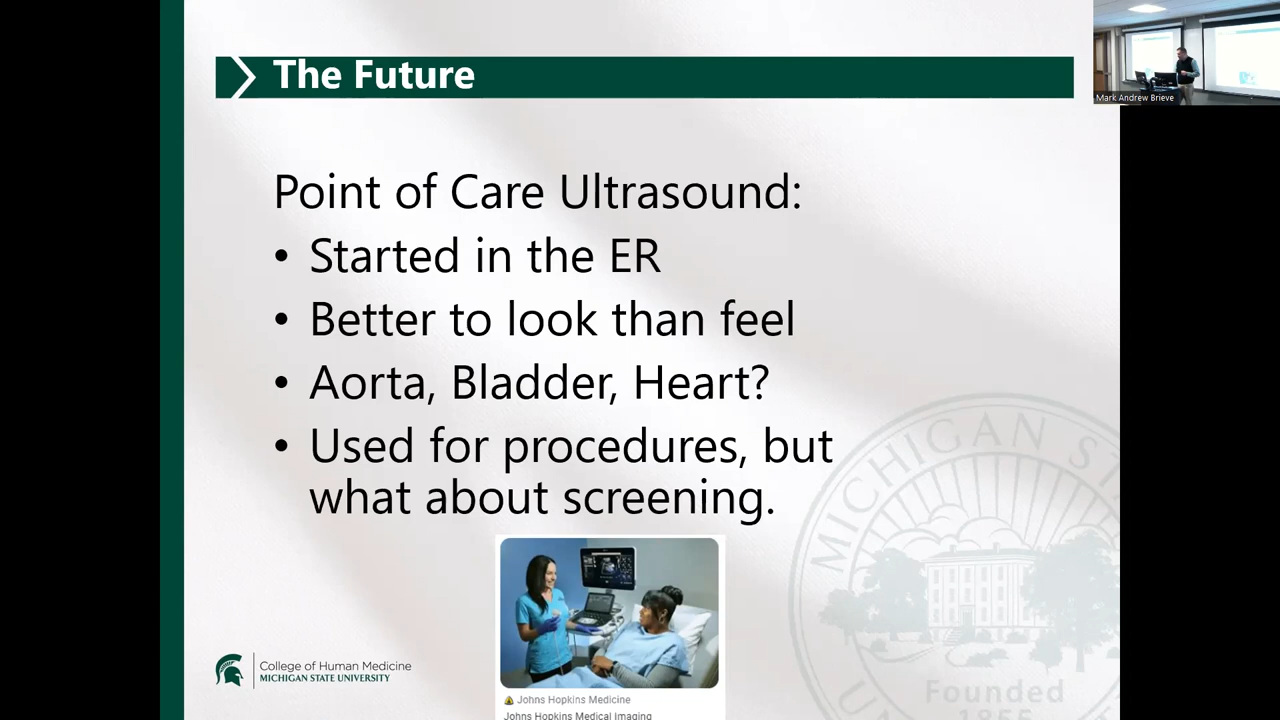 The Future
Mark Andrew Brieve
Point of Care Ultrasound:
• Started in the ER
• Better to look than feel
• Aorta, Bladder, Heart?
• Used for procedures, but
what about screening.
MICHIGAN
Founded
1855
College of Human Medicine
MICHIGAN STATE UNIVERSITY
Johns Hopkins Medicine
Johns Hopkins Medical Imaging